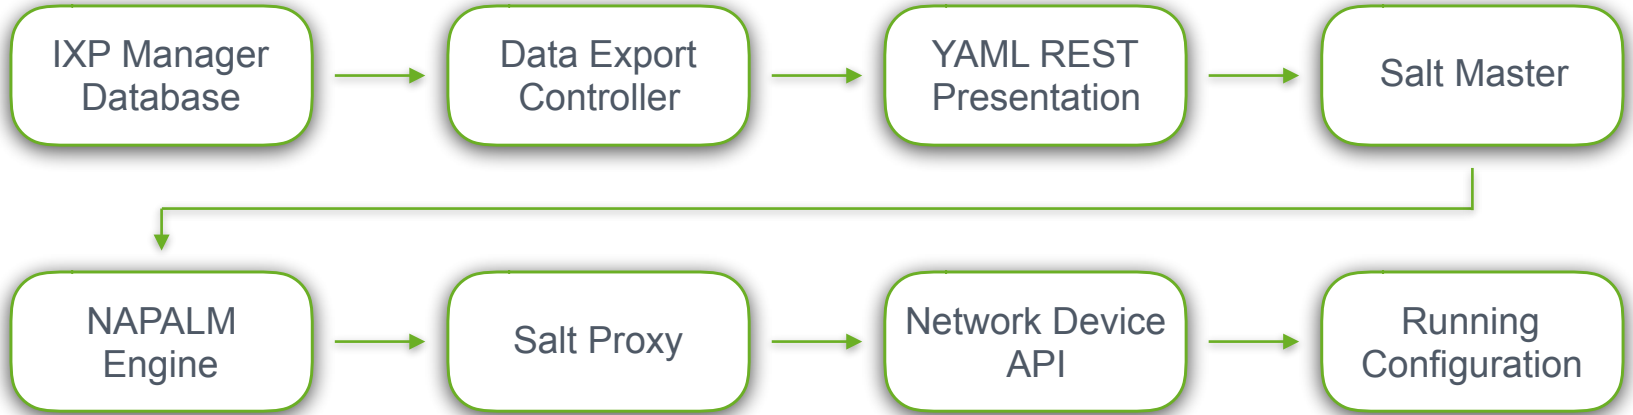 IXP Manager
Database
Data Export
Controller
YAML REST
Presentation
Salt Master
NAPALM
Engine
Salt Proxy
Network Device
API
Running
Configuration